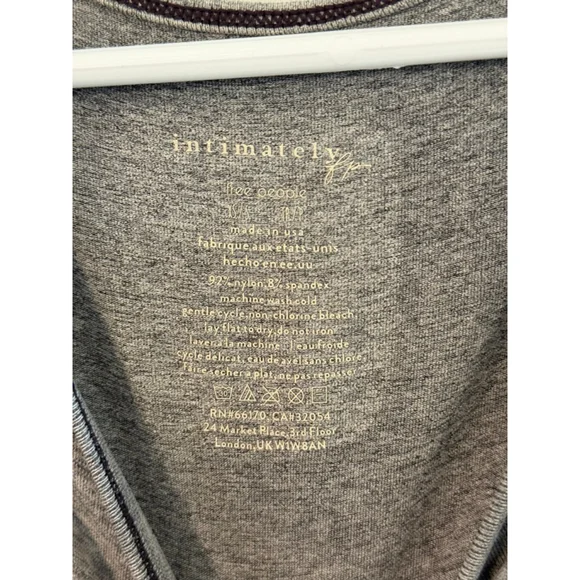 intimately fp
free people
made in usa
fabrique aux etats-unis
hecho en ee.uu
92% nylon, 8% spandex
machine wash cold
gentle cycle, non-chlorine bleach
lay flat to dry, do not iron
laver a la machine - l'eau froide
cycle delicat, eau de javel sans chlore
faire secher a plat, ne pas repasser
RN#66170, CA#32054
24 Market Place, 3rd Floor
London, UK W1W8AN